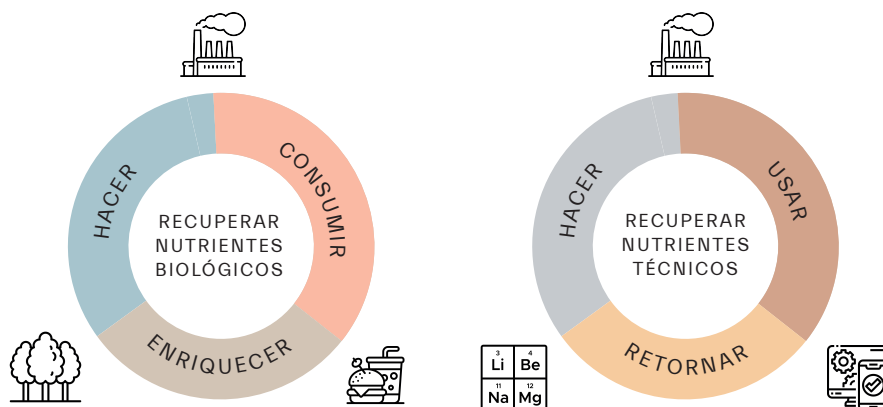 HACER
CONSUMIR
ENRIQUECER
RECUPERAR
NUTRIENTES
BIOLÓGICOS
HACER
USAR
RETORNAR
RECUPERAR
NUTRIENTES
TÉCNICOS
3 4
Li Be
11 12
Na Mg